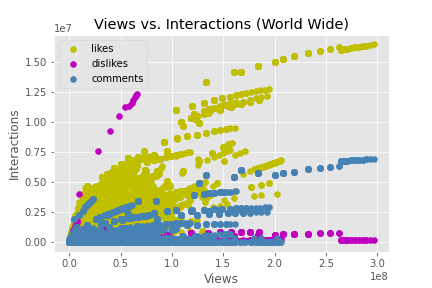 Views vs. Interactions (World Wide)
1e7
likes
dislikes
comments
1.50
1.25
1.00
0.75
0.50
0.25
0.00
Interactions
0.0 0.5 1.0 1.5 2.0 2.5 3.0
1e8
Views